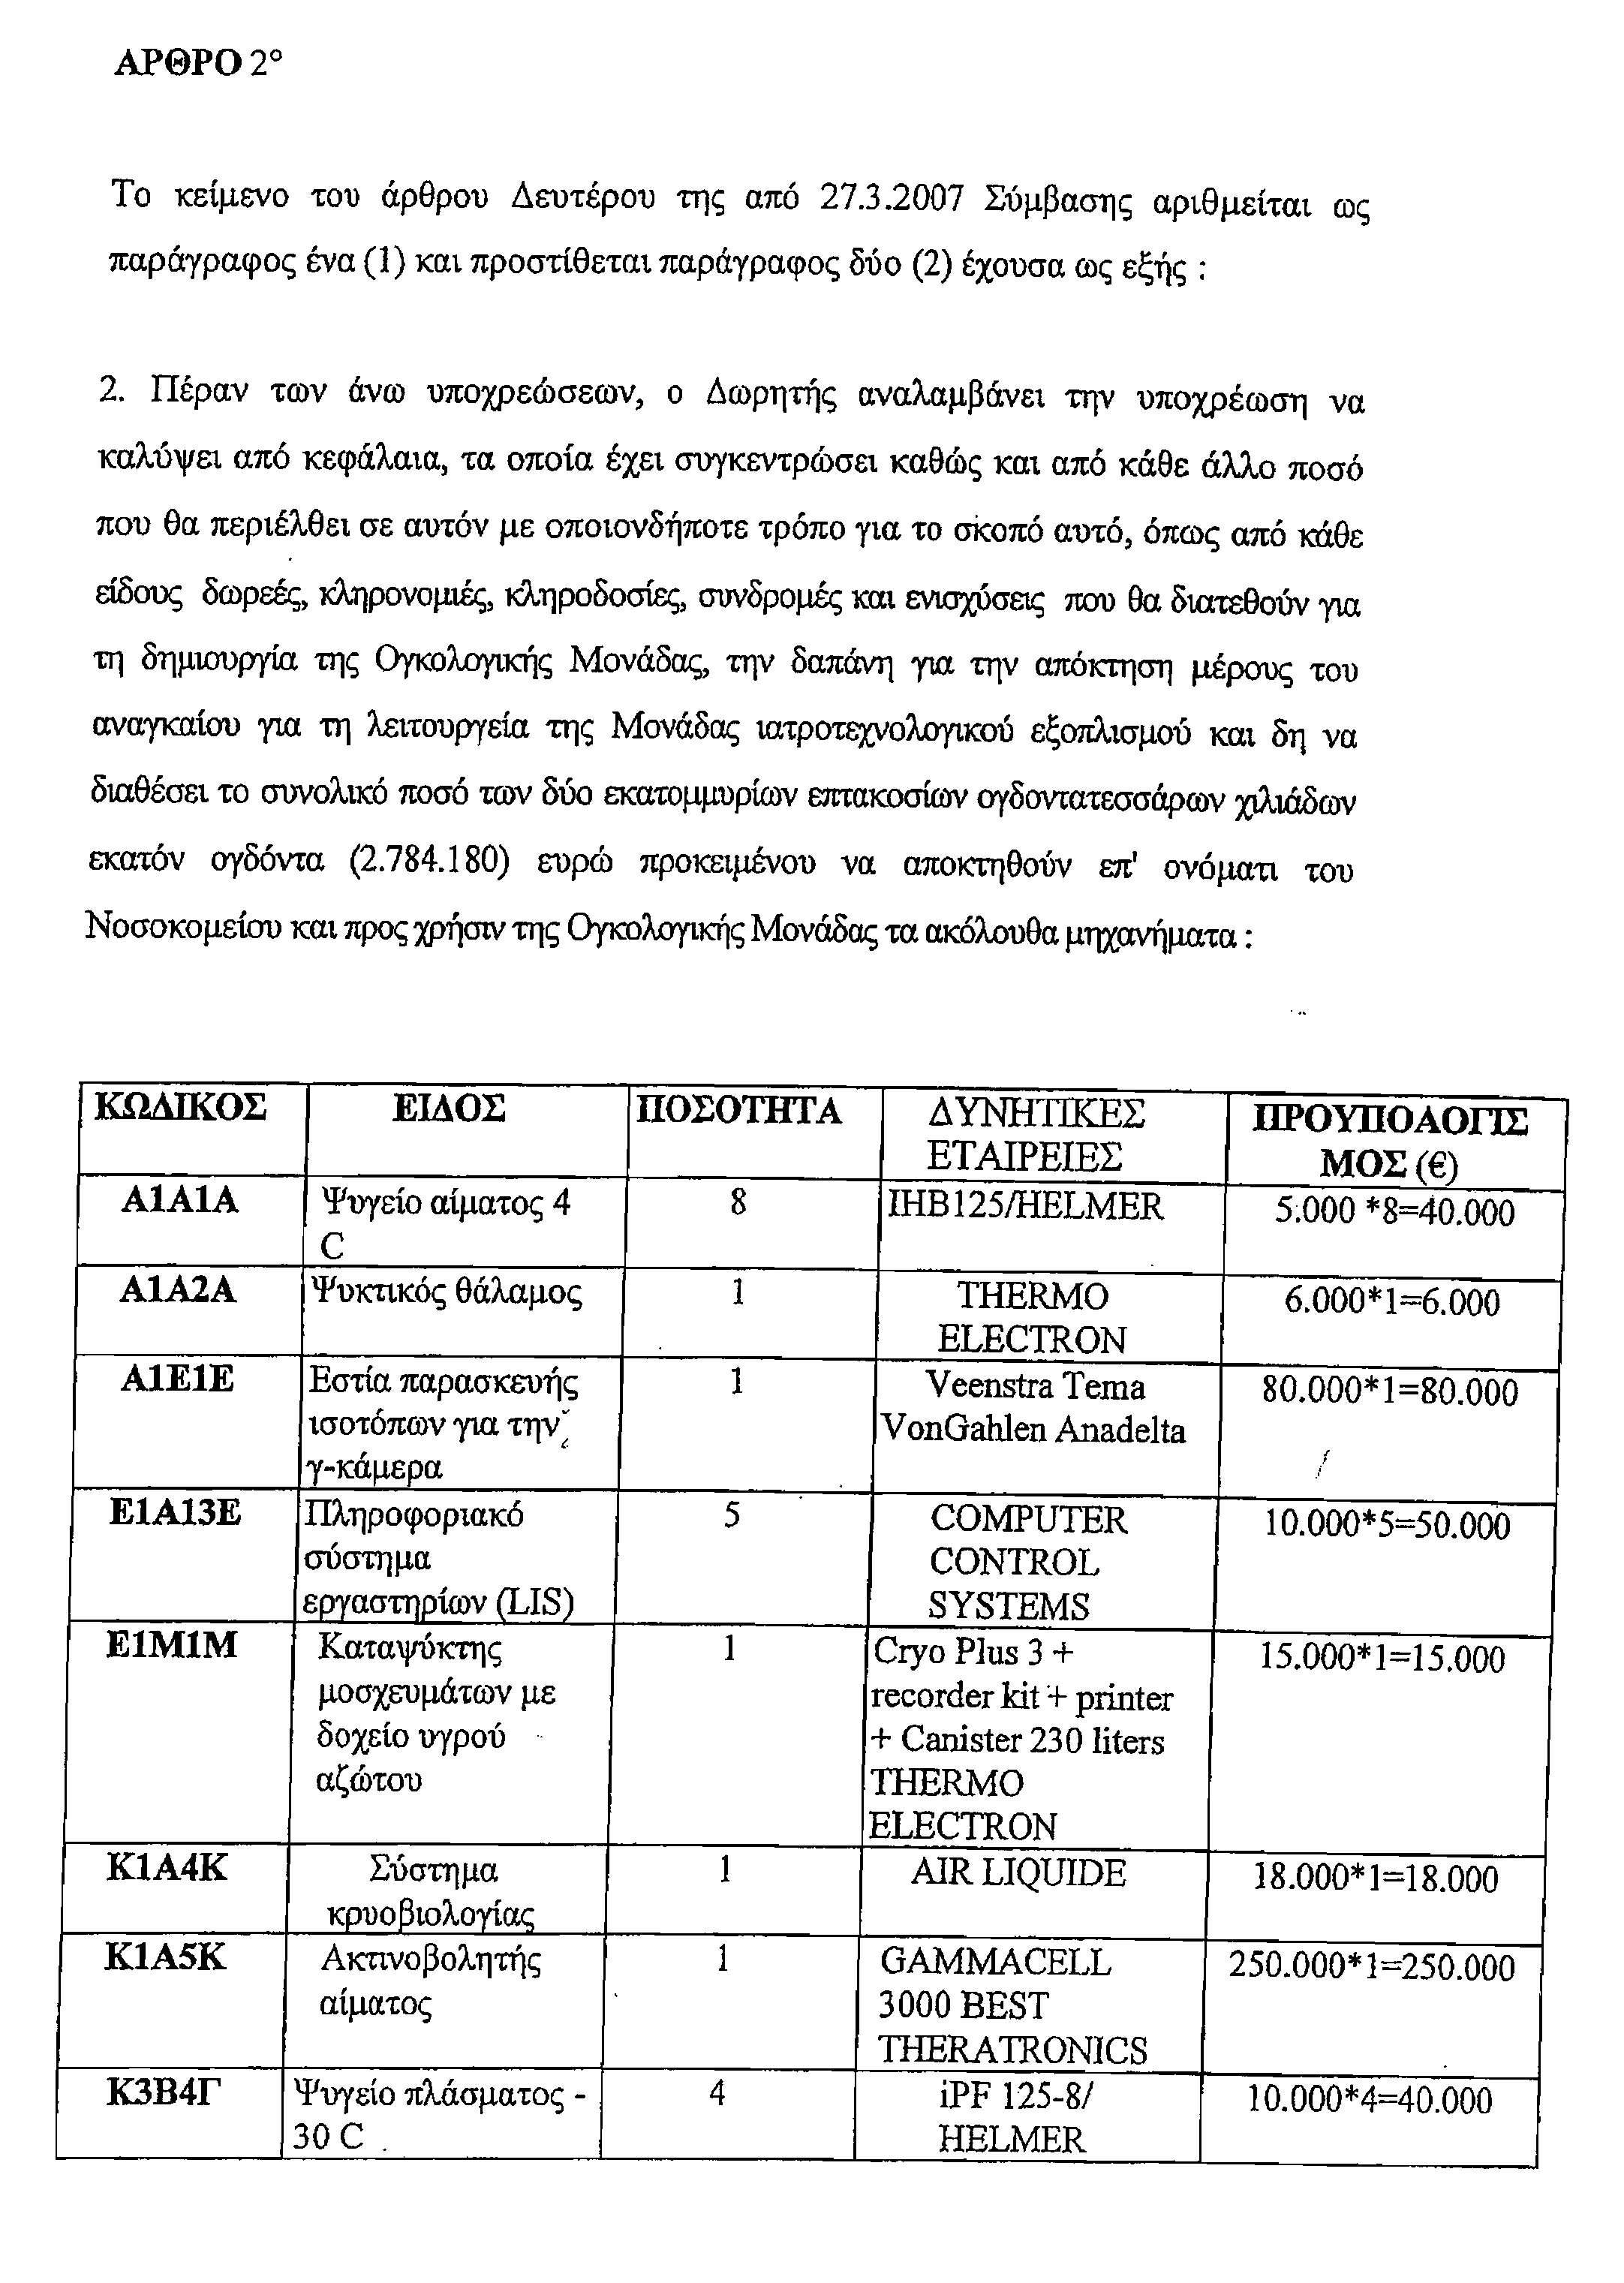 ΑΡΘΡΟ 2°
Το κείμενο του άρθρου Δευτέρου της από 27.3.2007 Σύμβασης αριθμείται ως
παράγραφος ένα (1) και προστίθεται παράγραφος δύο (2) έχουσα ως εξής :
2. Πέραν των άνω υποχρεώσεων, ο Δωρητής αναλαμβάνει την υποχρέωση να
καλύψει από κεφάλαια, τα οποία έχει συγκεντρώσει καθώς και από κάθε άλλο ποσό
που θα περιέλθει σε αυτόν με οποιονδήποτε τρόπο για το σκοπό αυτό, όπως από κάθε
είδους δωρεές, κληρονομιές, κληροδοσίες, συνδρομές και ενισχύσεις που θα διατεθούν για
τη δημιουργία της Ογκολογικής Μονάδας, την δαπάνη για την απόκτηση μέρους του
αναγκαίου για τη λειτουργεία της Μονάδας ιατροτεχνολογικού εξοπλισμού και δη να
διαθέσει το συνολικό ποσό των δύο εκατομμυρίων επτακοσίων ογδοντατεσσάρων χιλιάδων
εκατόν ογδόντα (2.784.180) ευρώ προκειμένου να αποκτηθούν επ' ονόματι του
Νοσοκομείου και προς χρήσιν της Ογκολογικής Μονάδας τα ακόλουθα μηχανήματα :
ΚΩΔΙΚΟΣ ΕΙΔΟΣ ΠΟΣΟΤΗΤΑ ΔΥΝΗΤΙΚΕΣ ΠΡΟΥΠΟΛΟΓΙΣ
ΕΤΑΙΡΕΙΕΣ ΜΟΣ (€)
Α1Α1Α Ψυγείο αίματος 4 8 IHB125/HELMER 5.000 *8=40.000
C
Α1Α2Α Ψυκτικός θάλαμος 1 THERMO 6.000*1=6.000
ELECTRON
Α1Ε1Ε Εστία παρασκευής 1 Veenstra Tema 80.000*1=80.000
ισοτόπων για την VonGahlen Anadelta
γ-κάμερα
Ε1Α13Ε Πληροφοριακό 5 COMPUTER 10.000*5=50.000
σύστημα CONTROL
εργαστηρίων (LIS) SYSTEMS
Ε1Μ1Μ Καταψύκτης 1 Cryo Plus 3 + 15.000*1=15.000
μοσχευμάτων με recorder kit + printer
δοχείο υγρού + Canister 230 liters
αζώτου THERMO
ELECTRON
Κ1Α4Κ Σύστημα 1 AIR LIQUIDE 18.000*1=18.000
κρυοβιολογίας
Κ1Α5Κ Ακτινοβολητής 1 GAMMACELL 250.000*1=250.000
αίματος 3000 BEST
THERATRONICS
Κ3Β4Γ Ψυγείο πλάσματος - 4 iPF 125-8/ 10.000*4=40.000
30 C HELMER